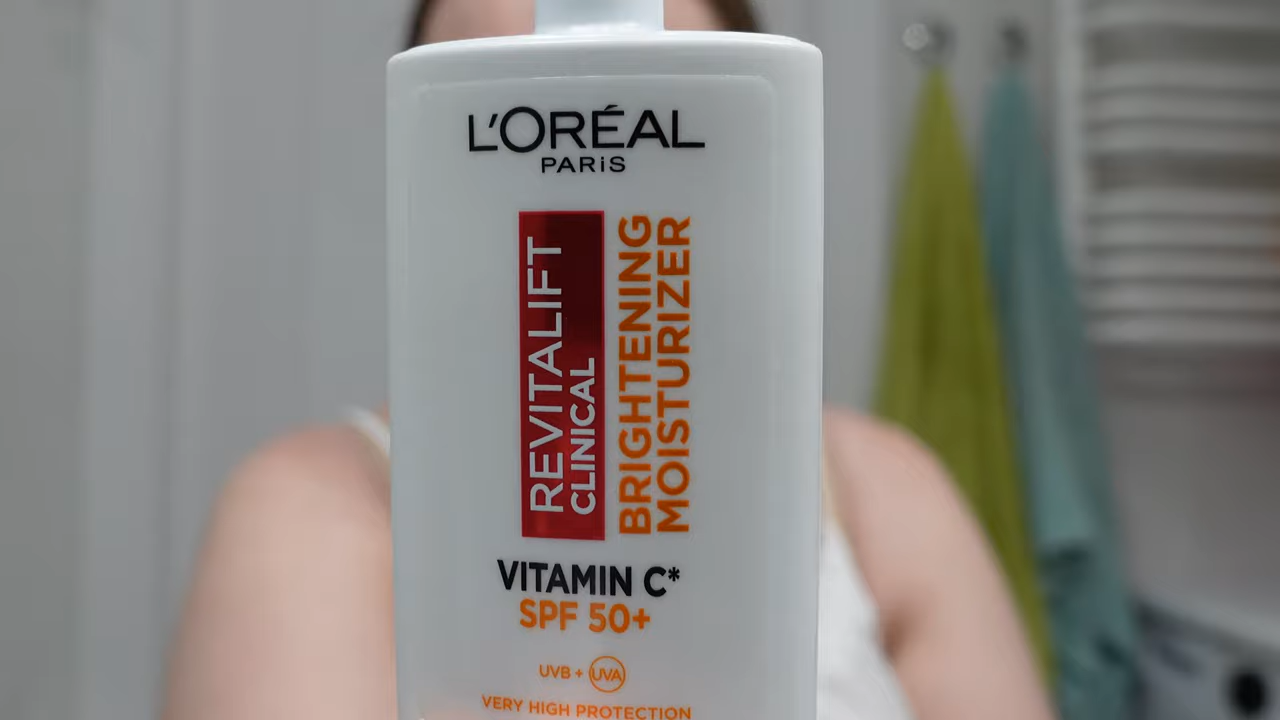 L'ORÉAL
PARiS
REVITALIFT
CLINICAL
BRIGHTENING
MOISTURIZER
VITAMIN C*
SPF 50+
UVB + UVA
VERY HIGH PROTECTION